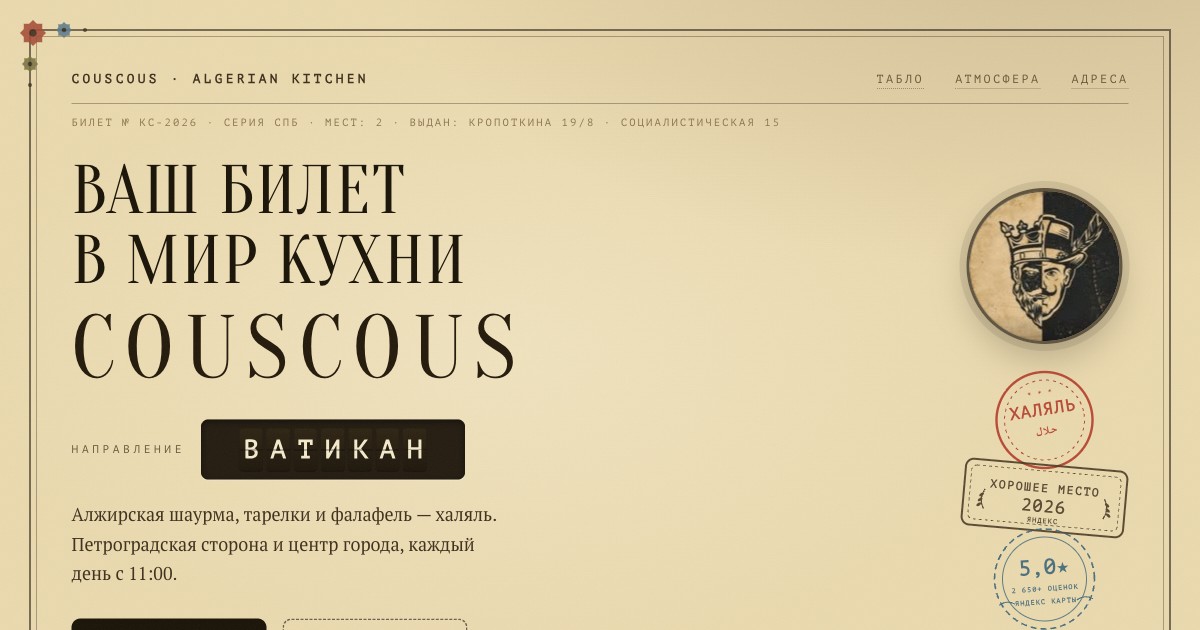 COUSCOUS · ALGERIAN KITCHEN
ТАБЛО АТМОСФЕРА АДРЕСА
БИЛЕТ № КС-2026 · СЕРИЯ СПБ · МЕСТ: 2 · ВЫДАН: КРОПОТКИНА 19/8 · СОЦИАЛИСТИЧЕСКАЯ 15
ВАШ БИЛЕТ
В МИР КУХНИ
COUSCOUS
НАПРАВЛЕНИЕ
ВАТИКАН
Алжирская шаурма, тарелки и фалафель — халяль.
Петроградская сторона и центр города, каждый
день с 11:00.
ХАЛЯЛЬ
حلال
ХОРОШЕЕ МЕСТО
2026
ЯНДЕКС
5,0★
2 650+ ОЦЕНОК
ЯНДЕКС КАРТЫ